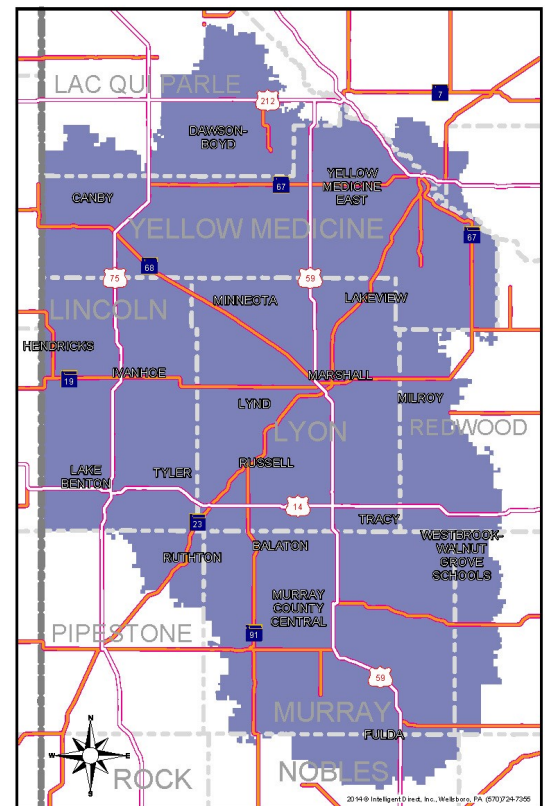 LAC QUI PARLE
7
212
DAWSON-
BOYD
YELLOW
MEDICINE
EAST
67
CANBY
YELLOW MEDICINE
67
68
75
59
MINNEOTA
LAKEVIEW
LINCOLN
HENDRICKS
IVANHOE
MARSHALL
19
LYND
MILROY
LYON
REDWOOD
RUSSELL
LAKE
BENTON
TYLER
14
23
TRACY
BALATON
WESTBROOK-
WALNUT
GROVE
SCHOOLS
RUTHTON
MURRAY
COUNTY
CENTRAL
PIPESTONE
91
59
MURRAY
FULDA
N
W
E
S
ROCK
NOBLES
2014 © Intelligent Direct, Inc., Wellsboro, PA (570)724-7355